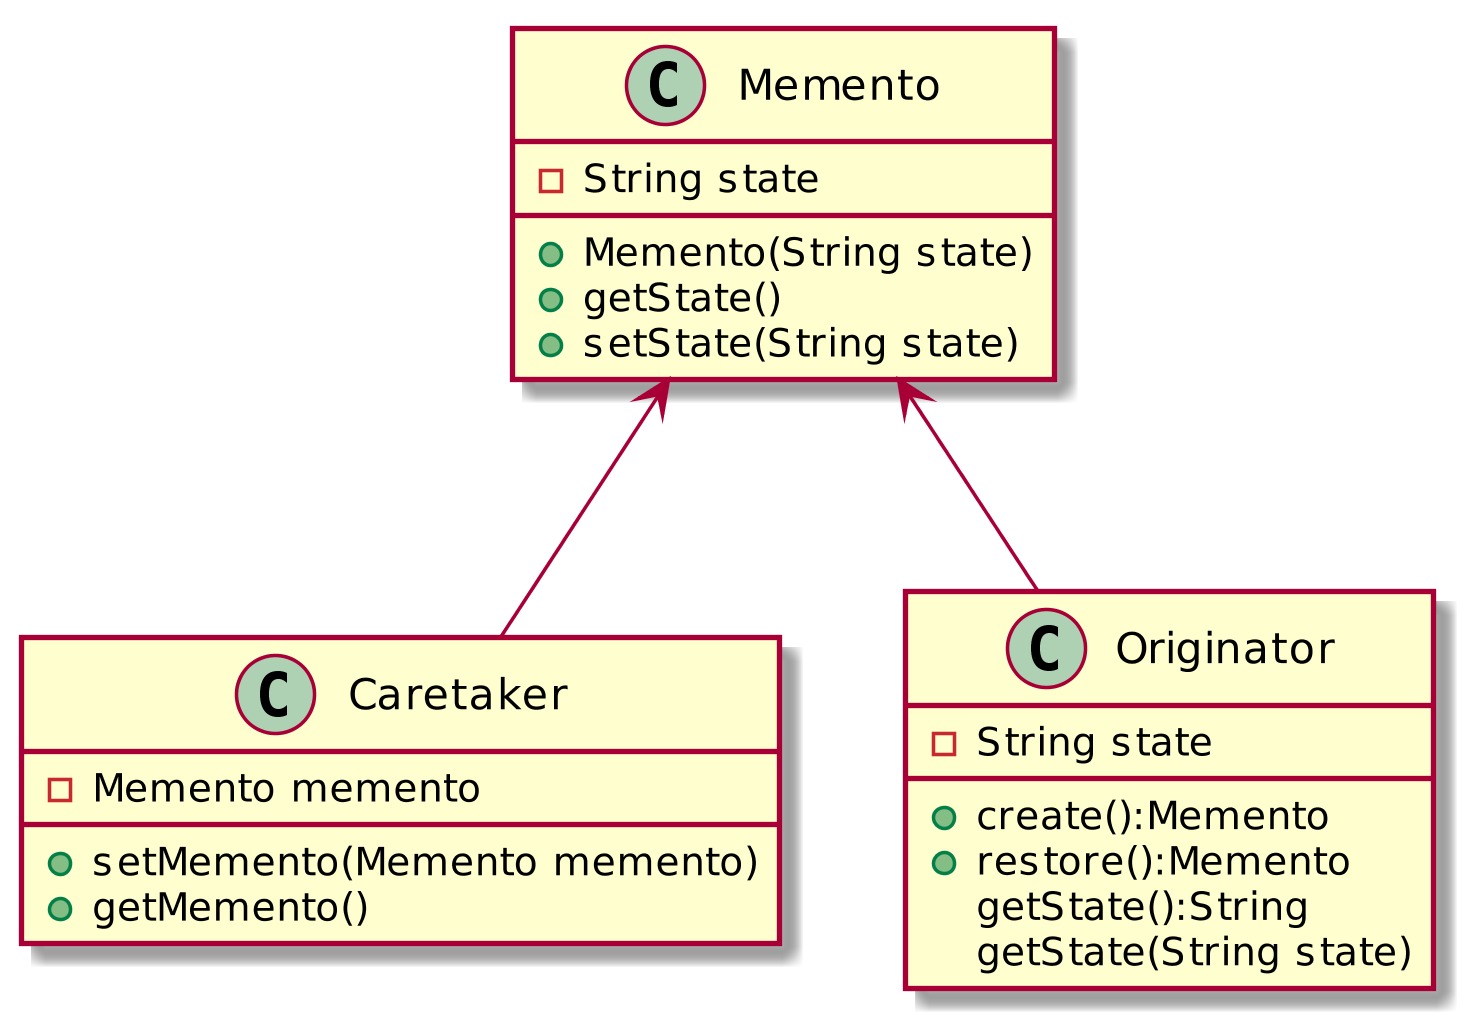 C Memento
String state
Memento(String state)
getState()
setState(String state)
C Caretaker
Memento memento
setMemento(Memento memento)
getMemento()
C Originator
String state
create():Memento
restore():Memento
getState():String
getState(String state)